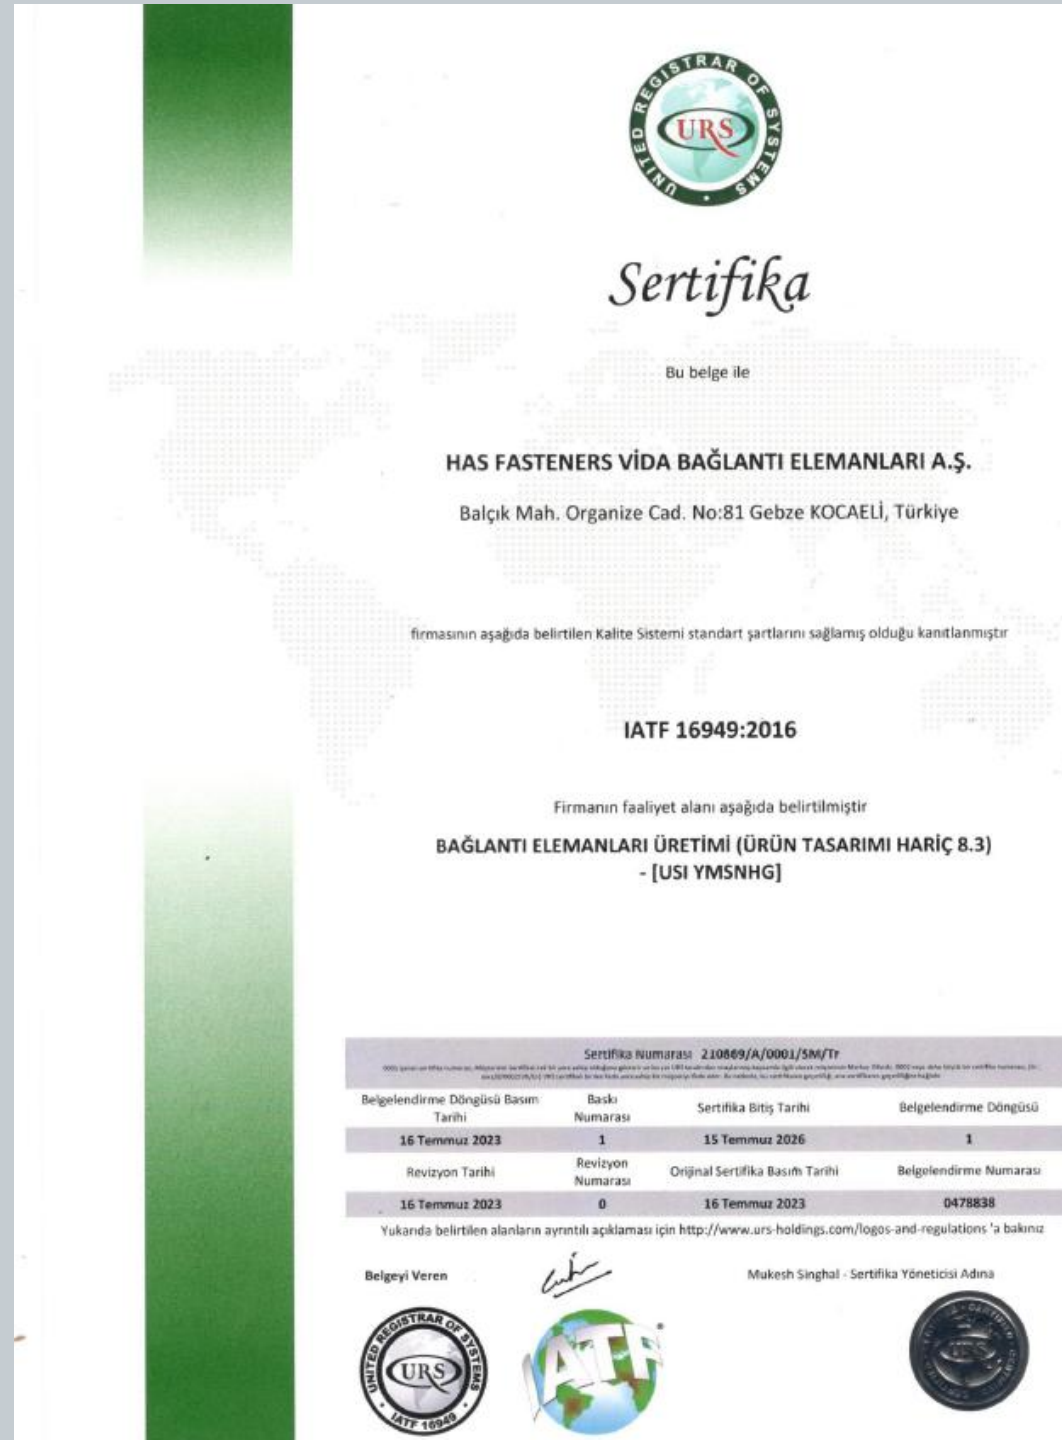 UNITED REGISTRAR OF SYSTEMS
URS
Sertifika
Bu belge ile
HAS FASTENERS VİDA BAĞLANTI ELEMANLARI A.Ş.
Balçık Mah. Organize Cad. No:81 Gebze KOCAELİ, Türkiye
firmasının aşağıda belirtilen Kalite Sistemi standart şartlarını sağlamış olduğu kanıtlanmıştır
IATF 16949:2016
Firmanın faaliyet alanı aşağıda belirtilmiştir
BAĞLANTI ELEMANLARI ÜRETİMİ (ÜRÜN TASARIMI HARİÇ 8.3)
- [USI YMSNHG]
Sertifika Numarası 210869/A/0001/SM/Tr
Belgelendirme Döngüsü Basım Tarihi Baskı Numarası Sertifika Bitiş Tarihi Belgelendirme Döngüsü
16 Temmuz 2023 1 15 Temmuz 2026 1
Revizyon Tarihi Revizyon Numarası Orijinal Sertifika Basım Tarihi Belgelendirme Numarası
16 Temmuz 2023 0 16 Temmuz 2023 0478838
Yukarıda belirtilen alanların ayrıntılı açıklaması için http://www.urs-holdings.com/logos-and-regulations 'a bakınız
Belgeyi Veren Mukesh Singhal - Sertifika Yöneticisi Adına
UNITED REGISTRAR OF SYSTEMS
URS
IATF 16949
IATF
URS